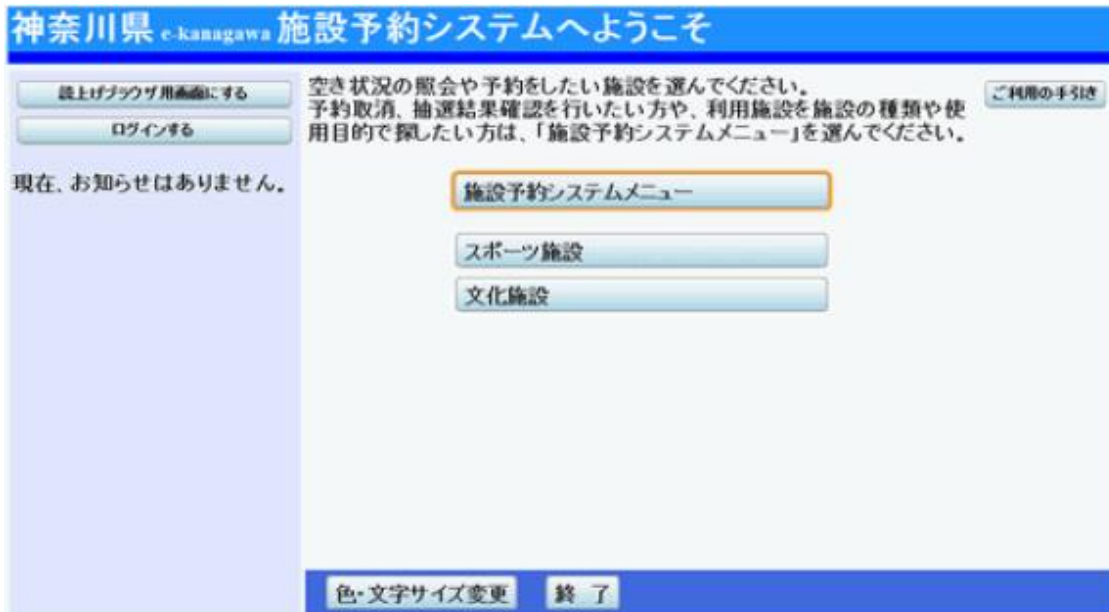 神奈川県 e-kanagawa 施設予約システムへようこそ
読上げブラウザ用画面にする
ログインする
現在、お知らせはありません。
空き状況の照会や予約をしたい施設を選んでください。
予約取消、抽選結果確認を行いたい方や、利用施設を施設の種類や使
用目的で探したい方は、「施設予約システムメニュー」を選んでください。
ご利用の手引き
施設予約システムメニュー
スポーツ施設
文化施設
色・文字サイズ変更
終 了